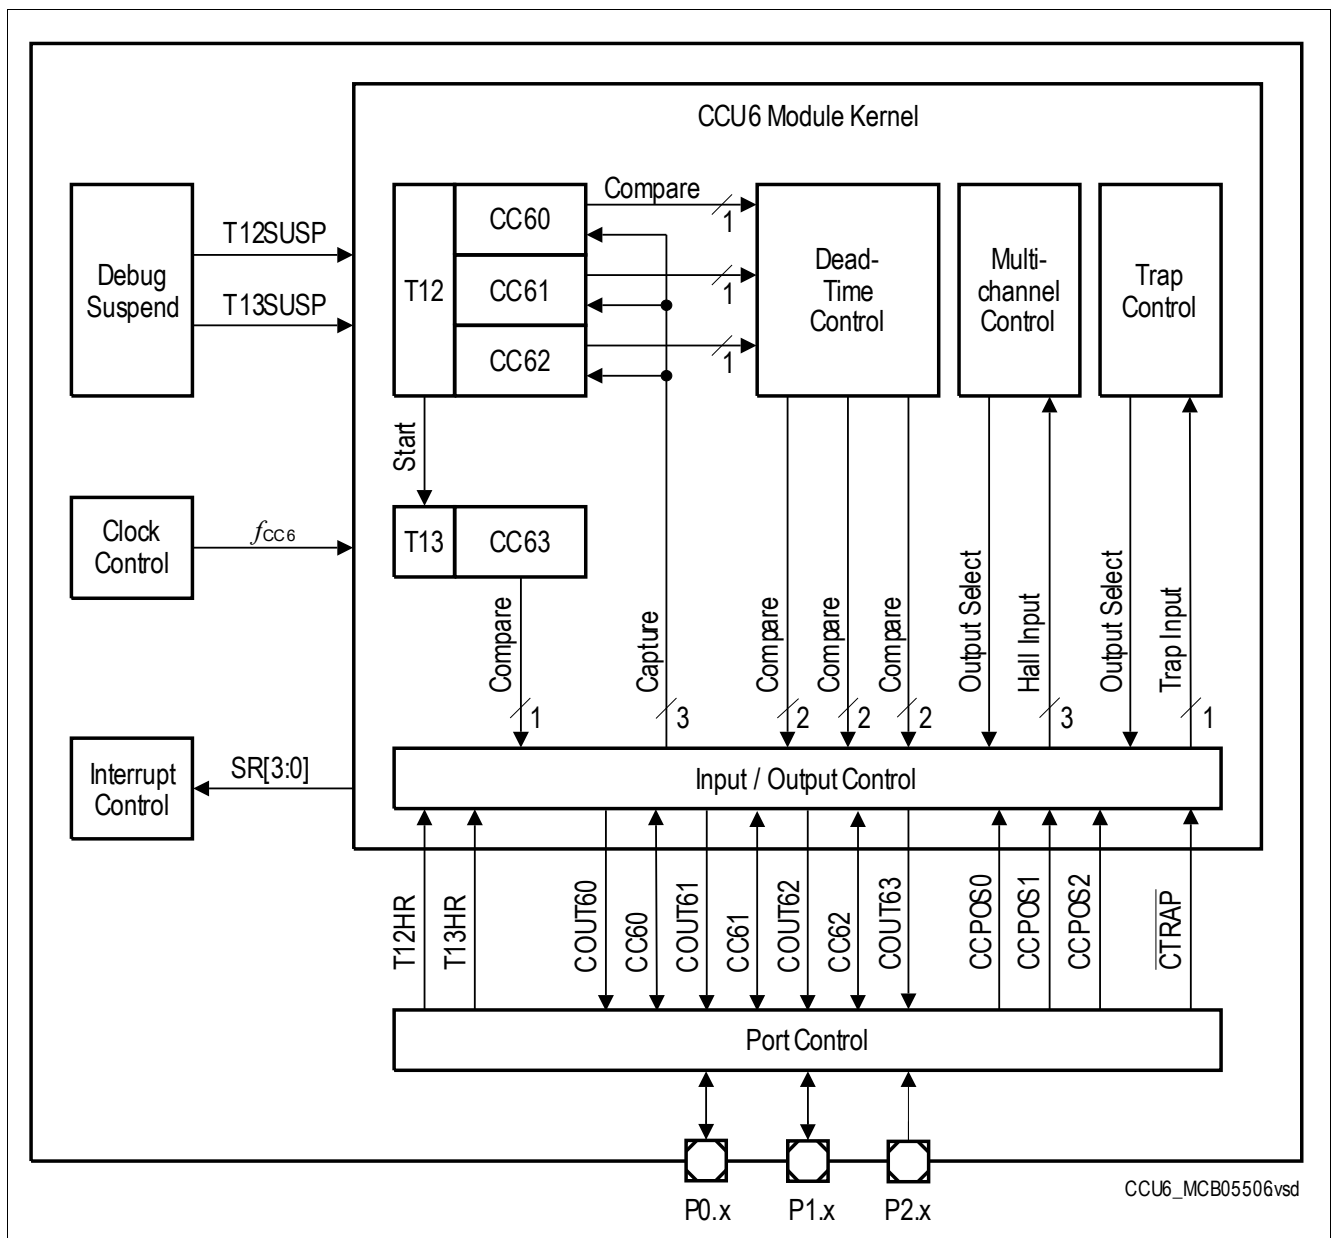 CCU6 Module Kernel
Debug
Suspend
T12SUSP
T13SUSP
T12
CC60
CC61
CC62
Compare
1
1
1
Dead-
Time
Control
Multi-
channel
Control
Trap
Control
Start
Clock
Control
fCC6
T13
CC63
Compare
1
Capture
3
Compare
2
Compare
2
Compare
2
Output Select
Hall Input
3
Output Select
Trap Input
1
Interrupt
Control
SR[3:0]
Input / Output Control
T12HR
T13HR
COUT60
CC60
COUT61
CC61
COUT62
CC62
COUT63
CCPOS0
CCPOS1
CCPOS2
CTRAP
Port Control
P0.x
P1.x
P2.x
CCU6_MCB05506.vsd